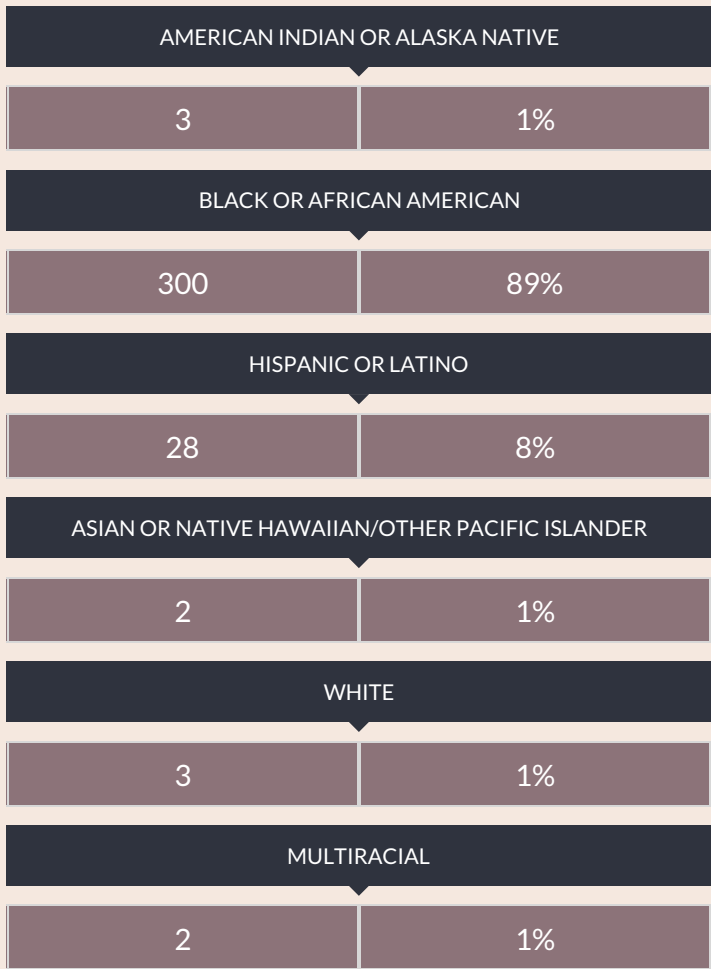 AMERICAN INDIAN OR ALASKA NATIVE
3 1%
BLACK OR AFRICAN AMERICAN
300 89%
HISPANIC OR LATINO
28 8%
ASIAN OR NATIVE HAWAIIAN/OTHER PACIFIC ISLANDER
2 1%
WHITE
3 1%
MULTIRACIAL
2 1%